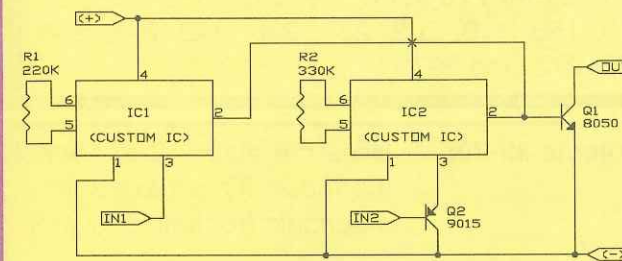 (+)
R1
220K
6
5
4
IC1
(CUSTOM IC)
2
1
3
IN1
R2
330K
6
5
4
IC2
(CUSTOM IC)
2
1
3
IN2
Q2
9015
Q1
8050
(-)